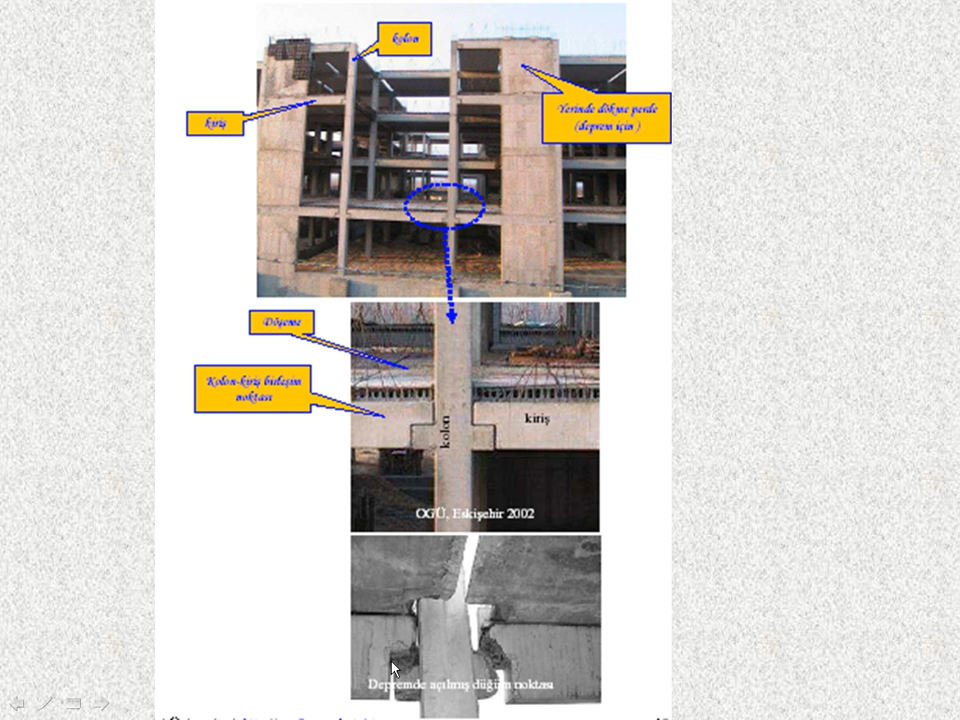 kolon
kiriş
Yerinde dökme perde
(deprem için )
Döşeme
Kolon-kiriş birleşim
noktası
kolon
kiriş
OGÜ, Eskişehir 2002
Depremde açılmış düğüm noktası